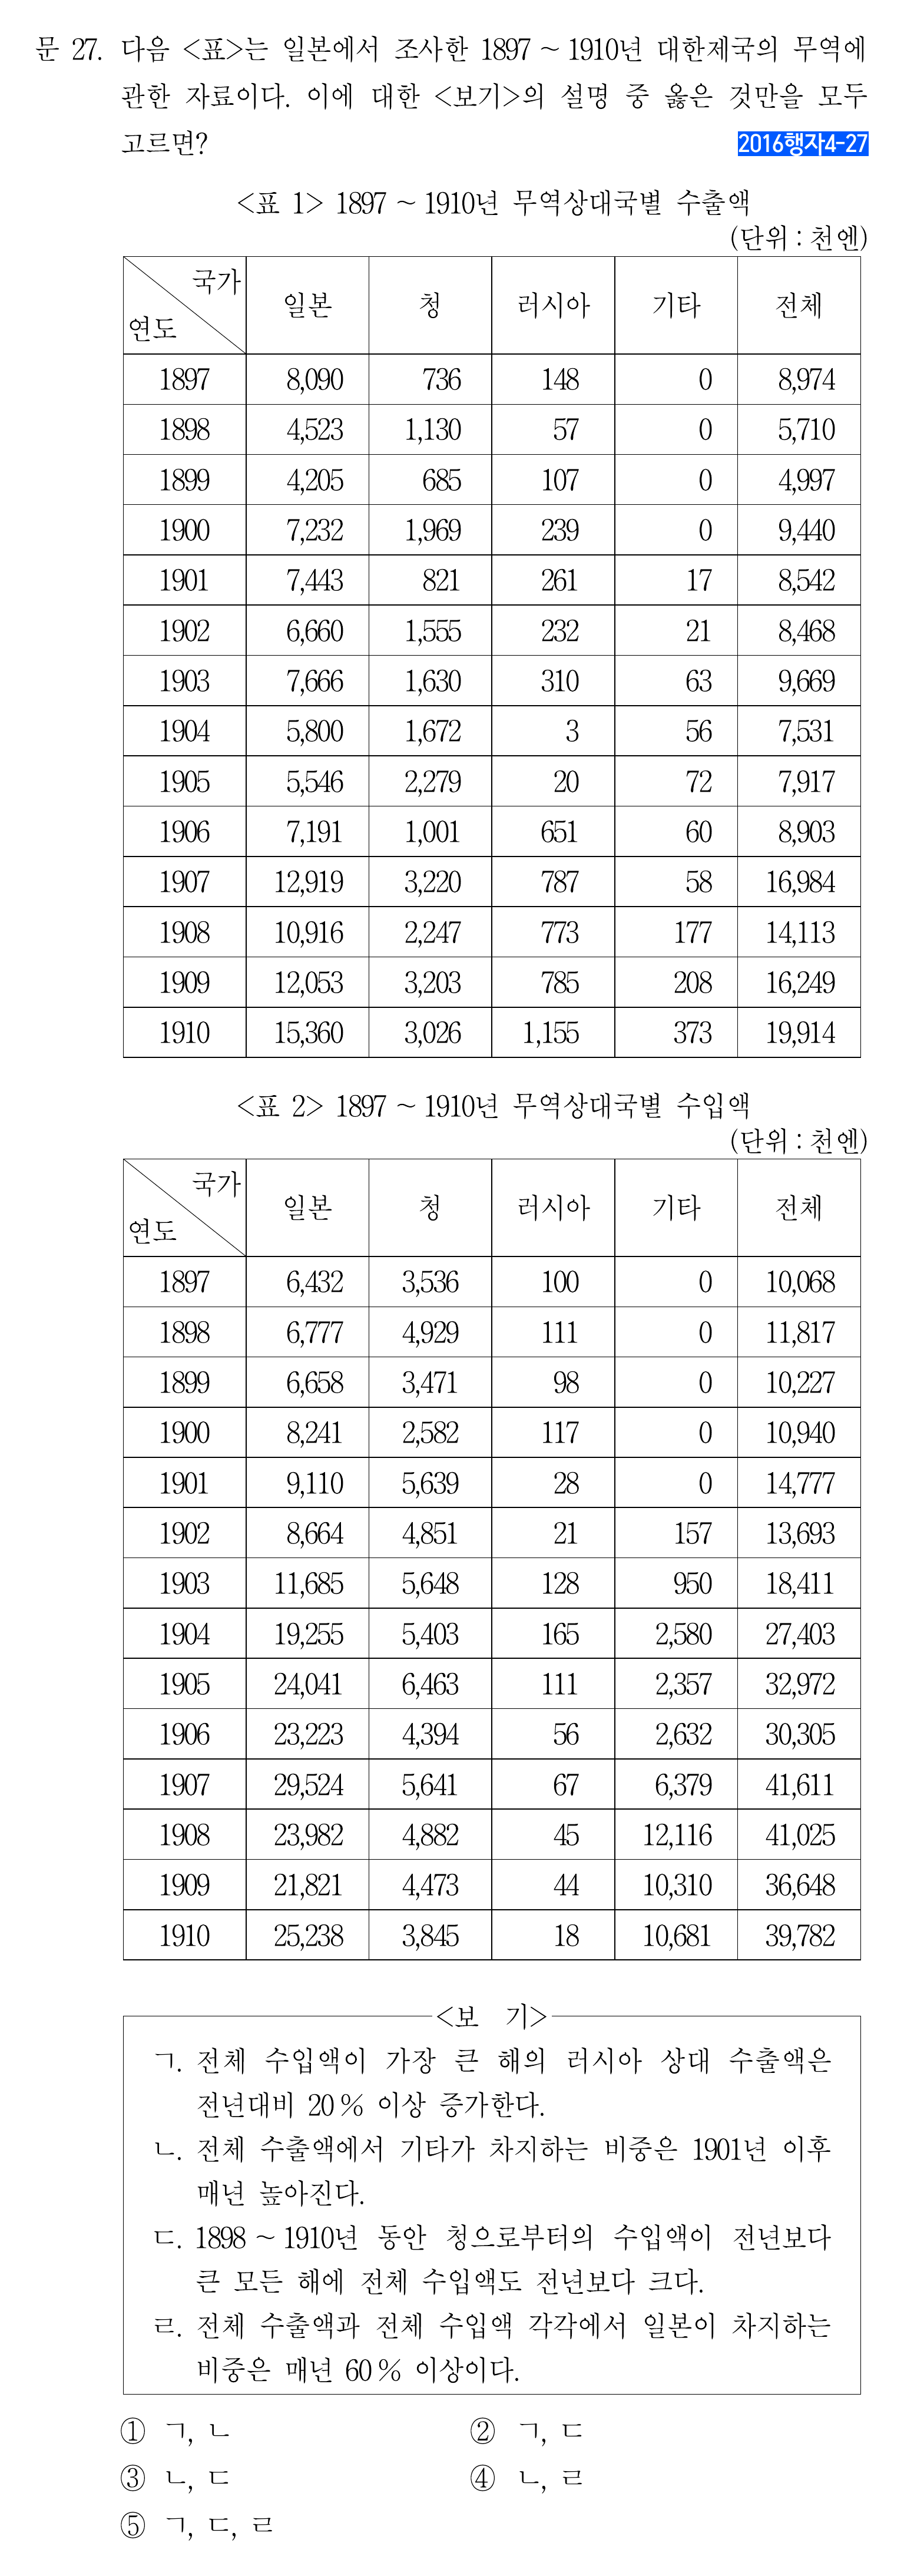 문 27. 다음 <표>는 일본에서 조사한 1897 ~ 1910년 대한제국의 무역에
관한 자료이다. 이에 대한 <보기>의 설명 중 옳은 것만을 모두
고르면?
2016행자4-27
<표 1> 1897 ~ 1910년 무역상대국별 수출액
(단위 : 천엔)
국가 연도 일본 청 러시아 기타 전체
1897 8,090 736 148 0 8,974
1898 4,523 1,130 57 0 5,710
1899 4,205 685 107 0 4,997
1900 7,232 1,969 239 0 9,440
1901 7,443 821 261 17 8,542
1902 6,660 1,555 232 21 8,468
1903 7,666 1,630 310 63 9,669
1904 5,800 1,672 3 56 7,531
1905 5,546 2,279 20 72 7,917
1906 7,191 1,001 651 60 8,903
1907 12,919 3,220 787 58 16,984
1908 10,916 2,247 773 177 14,113
1909 12,053 3,203 785 208 16,249
1910 15,360 3,026 1,155 373 19,914
<표 2> 1897 ~ 1910년 무역상대국별 수입액
(단위 : 천엔)
국가 연도 일본 청 러시아 기타 전체
1897 6,432 3,536 100 0 10,068
1898 6,777 4,929 111 0 11,817
1899 6,658 3,471 98 0 10,227
1900 8,241 2,582 117 0 10,940
1901 9,110 5,639 28 0 14,777
1902 8,664 4,851 21 157 13,693
1903 11,685 5,648 128 950 18,411
1904 19,255 5,403 165 2,580 27,403
1905 24,041 6,463 111 2,357 32,972
1906 23,223 4,394 56 2,632 30,305
1907 29,524 5,641 67 6,379 41,611
1908 23,982 4,882 45 12,116 41,025
1909 21,821 4,473 44 10,310 36,648
1910 25,238 3,845 18 10,681 39,782
<보 기>
ㄱ. 전체 수입액이 가장 큰 해의 러시아 상대 수출액은
전년대비 20 % 이상 증가한다.
ㄴ. 전체 수출액에서 기타가 차지하는 비중은 1901년 이후
매년 높아진다.
ㄷ. 1898 ~ 1910년 동안 청으로부터의 수입액이 전년보다
큰 모든 해에 전체 수입액도 전년보다 크다.
ㄹ. 전체 수출액과 전체 수입액 각각에서 일본이 차지하는
비중은 매년 60 % 이상이다.
① ㄱ, ㄴ ② ㄱ, ㄷ
③ ㄴ, ㄷ ④ ㄴ, ㄹ
⑤ ㄱ, ㄷ, ㄹ